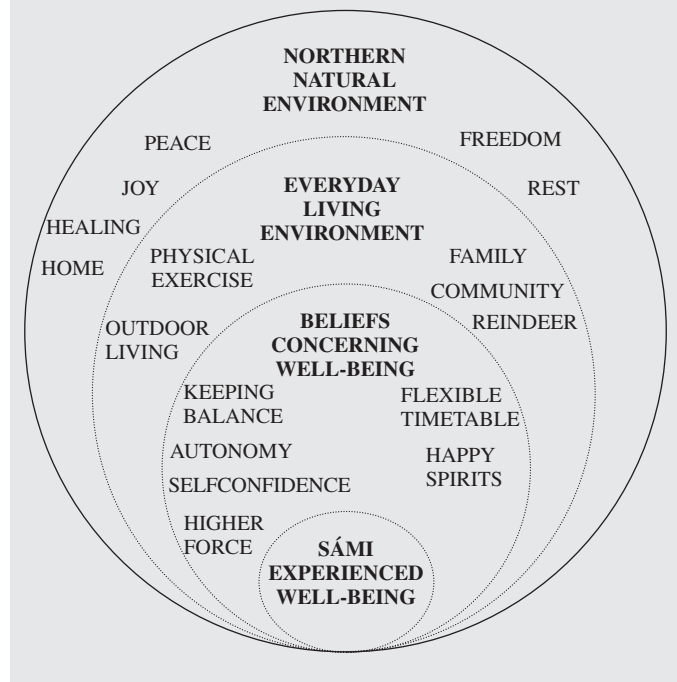 NORTHERN
NATURAL
ENVIRONMENT
PEACE
FREEDOM
JOY
REST
HEALING
HOME
EVERYDAY
LIVING
ENVIRONMENT
PHYSICAL
EXERCISE
FAMILY
COMMUNITY
REINDEER
OUTDOOR
LIVING
BELIEFS
CONCERNING
WELL-BEING
KEEPING
BALANCE
FLEXIBLE
TIMETABLE
AUTONOMY
HAPPY
SPIRITS
SELFCONFIDENCE
HIGHER
FORCE
SÁMI
EXPERIENCED
WELL-BEING